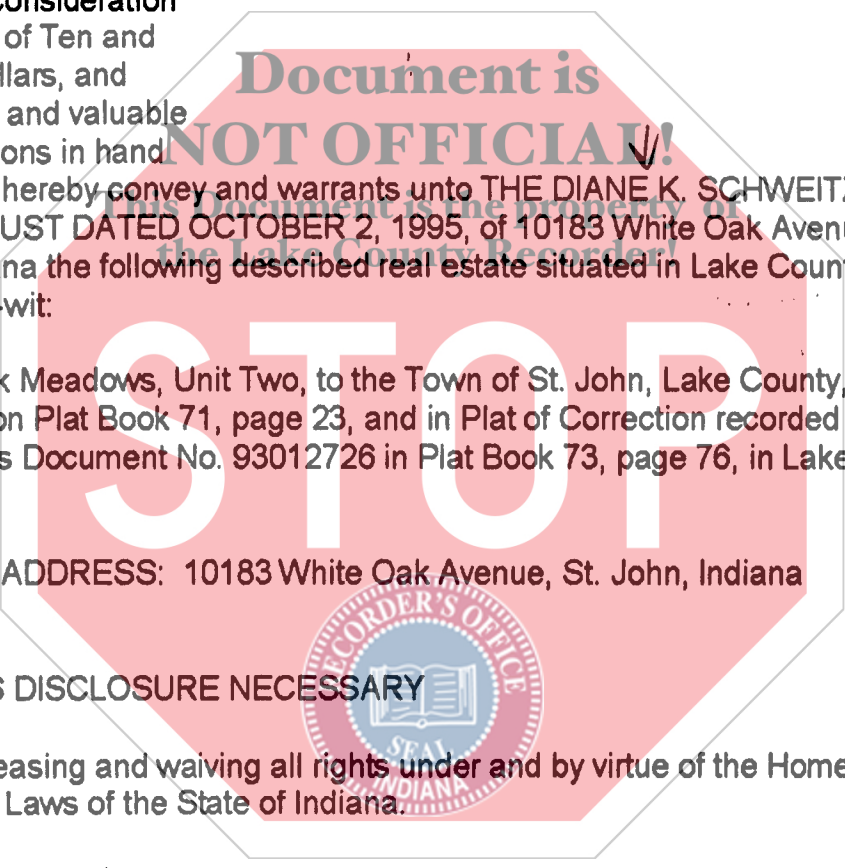 consideration
of Ten and
llars, and
and valuable
ons in hand
hereby convey and warrants unto THE DIANE K. SCHWEITZ
UST DATED OCTOBER 2, 1995, of 10183 White Oak Avenu
na the following described real estate situated in Lake Coun
-wit:
k Meadows, Unit Two, to the Town of St. John, Lake County,
on Plat Book 71, page 23, and in Plat of Correction recorded
s Document No. 93012726 in Plat Book 73, page 76, in Lake
ADDRESS: 10183 White Oak Avenue, St. John, Indiana
S DISCLOSURE NECESSARY
easing and waiving all rights under and by virtue of the Home
Laws of the State of Indiana.
Document is
NOT OFFICIAL!
This Document is the property of
the Lake County Recorder!
STOP
RECORDER'S OFFICE
SEAL
INDIANA